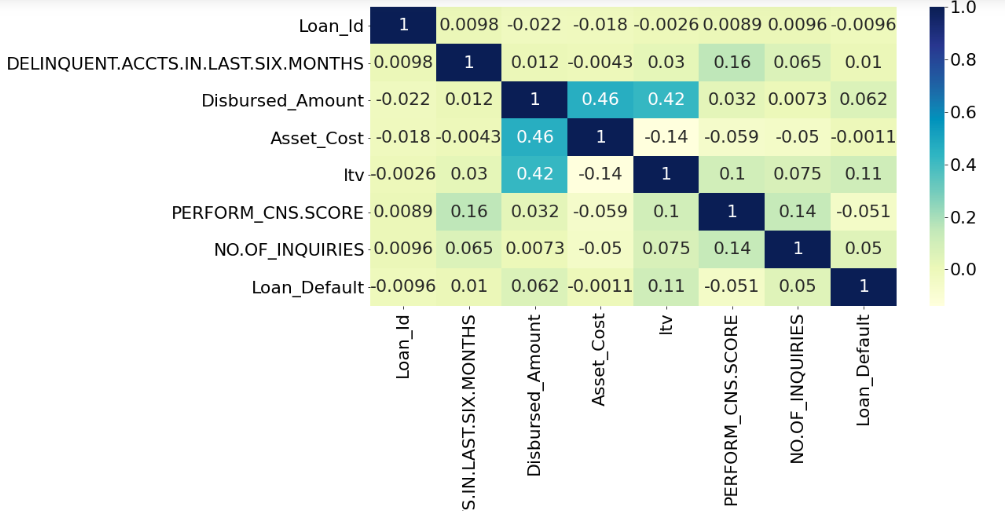 Loan_Id 1 0.0098 -0.022 -0.018 -0.0026 0.0089 0.0096 -0.0096 1.0
DELINQUENT.ACCTS.IN.LAST.SIX.MONTHS 0.0098 1 0.012 -0.0043 0.03 0.16 0.065 0.01 0.8
Disbursed_Amount -0.022 0.012 1 0.46 0.42 0.032 0.0073 0.062 0.6
Asset_Cost -0.018 -0.0043 0.46 1 -0.14 -0.059 -0.05 -0.0011
ltv -0.0026 0.03 0.42 -0.14 1 0.1 0.075 0.11 0.4
PERFORM_CNS.SCORE 0.0089 0.16 0.032 -0.059 0.1 1 0.14 -0.051 0.2
NO.OF_INQUIRIES 0.0096 0.065 0.0073 -0.05 0.075 0.14 1 0.05
Loan_Default -0.0096 0.01 0.062 -0.0011 0.11 -0.051 0.05 1 0.0
Loan_Id
S.IN.LAST.SIX.MONTHS
Disbursed_Amount
Asset_Cost
ltv
PERFORM_CNS.SCORE
NO.OF_INQUIRIES
Loan_Default